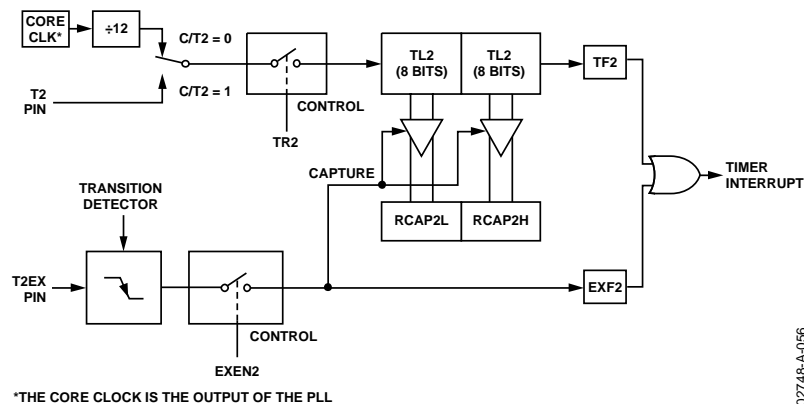 CORE
CLK*
÷12
C/T2 = 0
C/T2 = 1
T2
PIN
CONTROL
TR2
TL2
(8 BITS)
TL2
(8 BITS)
TF2
CAPTURE
RCAP2L
RCAP2H
TIMER
INTERRUPT
TRANSITION
DETECTOR
T2EX
PIN
CONTROL
EXEN2
EXF2
*THE CORE CLOCK IS THE OUTPUT OF THE PLL
02748-A-056